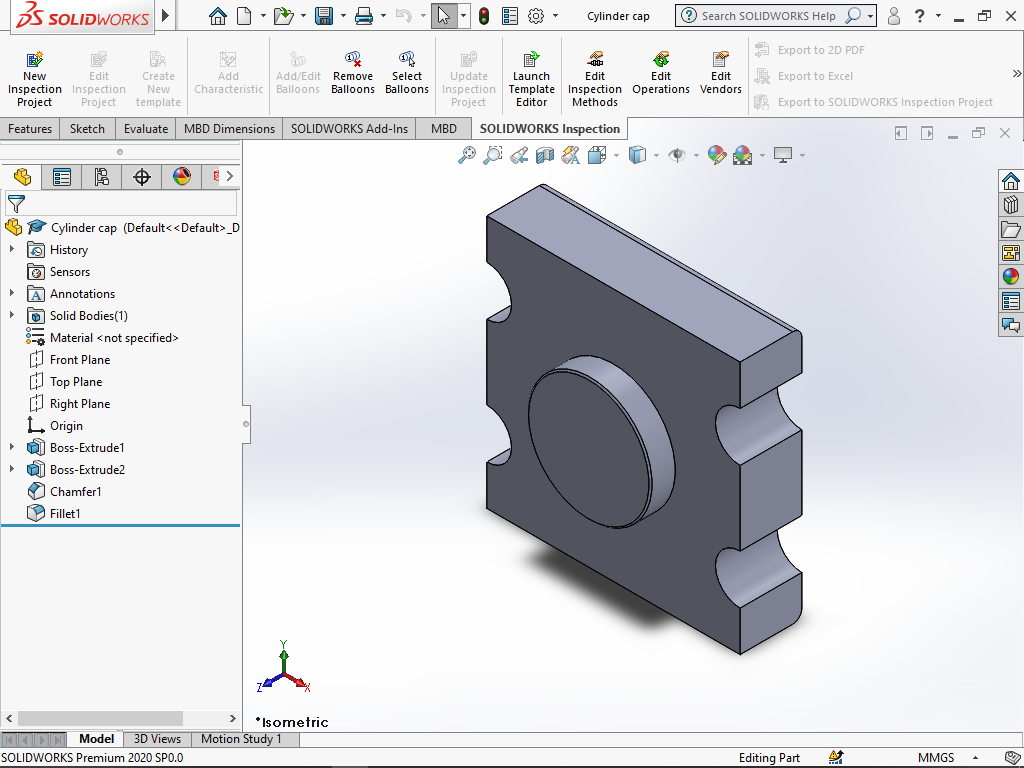 SOLIDWORKS
Cylinder cap
Search SOLIDWORKS Help
New Inspection Project
Edit Inspection Project
Create New template
Add Characteristic
Add/Edit Balloons
Remove Balloons
Select Balloons
Update Inspection Project
Launch Template Editor
Edit Inspection Methods
Edit Operations
Edit Vendors
Export to 2D PDF
Export to Excel
Export to SOLIDWORKS Inspection Project
Features
Sketch
Evaluate
MBD Dimensions
SOLIDWORKS Add-Ins
MBD
SOLIDWORKS Inspection
Cylinder cap (Default<<Default>_D
History
Sensors
Annotations
Solid Bodies(1)
Material <not specified>
Front Plane
Top Plane
Right Plane
Origin
Boss-Extrude1
Boss-Extrude2
Chamfer1
Fillet1
Y
Z
X
*Isometric
Model
3D Views
Motion Study 1
SOLIDWORKS Premium 2020 SP0.0
Editing Part
MMGS